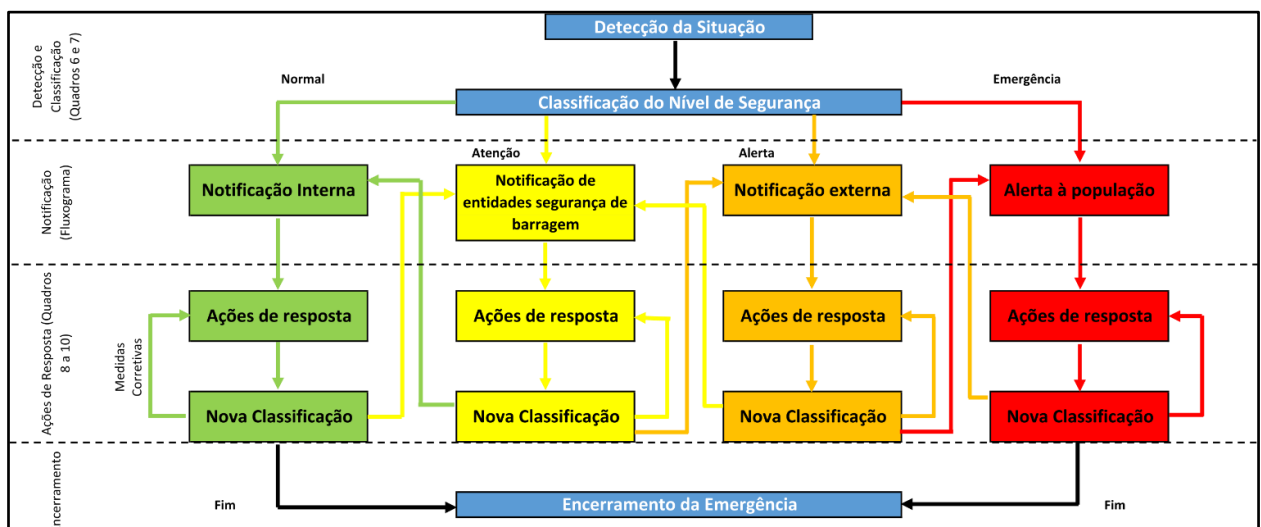 Detecção da Situação
Detecção e
Classificação
(Quadros 6 e 7)
Normal
Emergência
Classificação do Nível de Segurança
Notificação
(Fluxograma)
Atenção
Alerta
Notificação Interna
Notificação de
entidades segurança de
barragem
Notificação externa
Alerta à população
Ações de Resposta (Quadros
8 a 10)
Medidas
Corretivas
Ações de resposta
Ações de resposta
Ações de resposta
Ações de resposta
Nova Classificação
Nova Classificação
Nova Classificação
Nova Classificação
ncerramento
Fim
Encerramento da Emergência
Fim